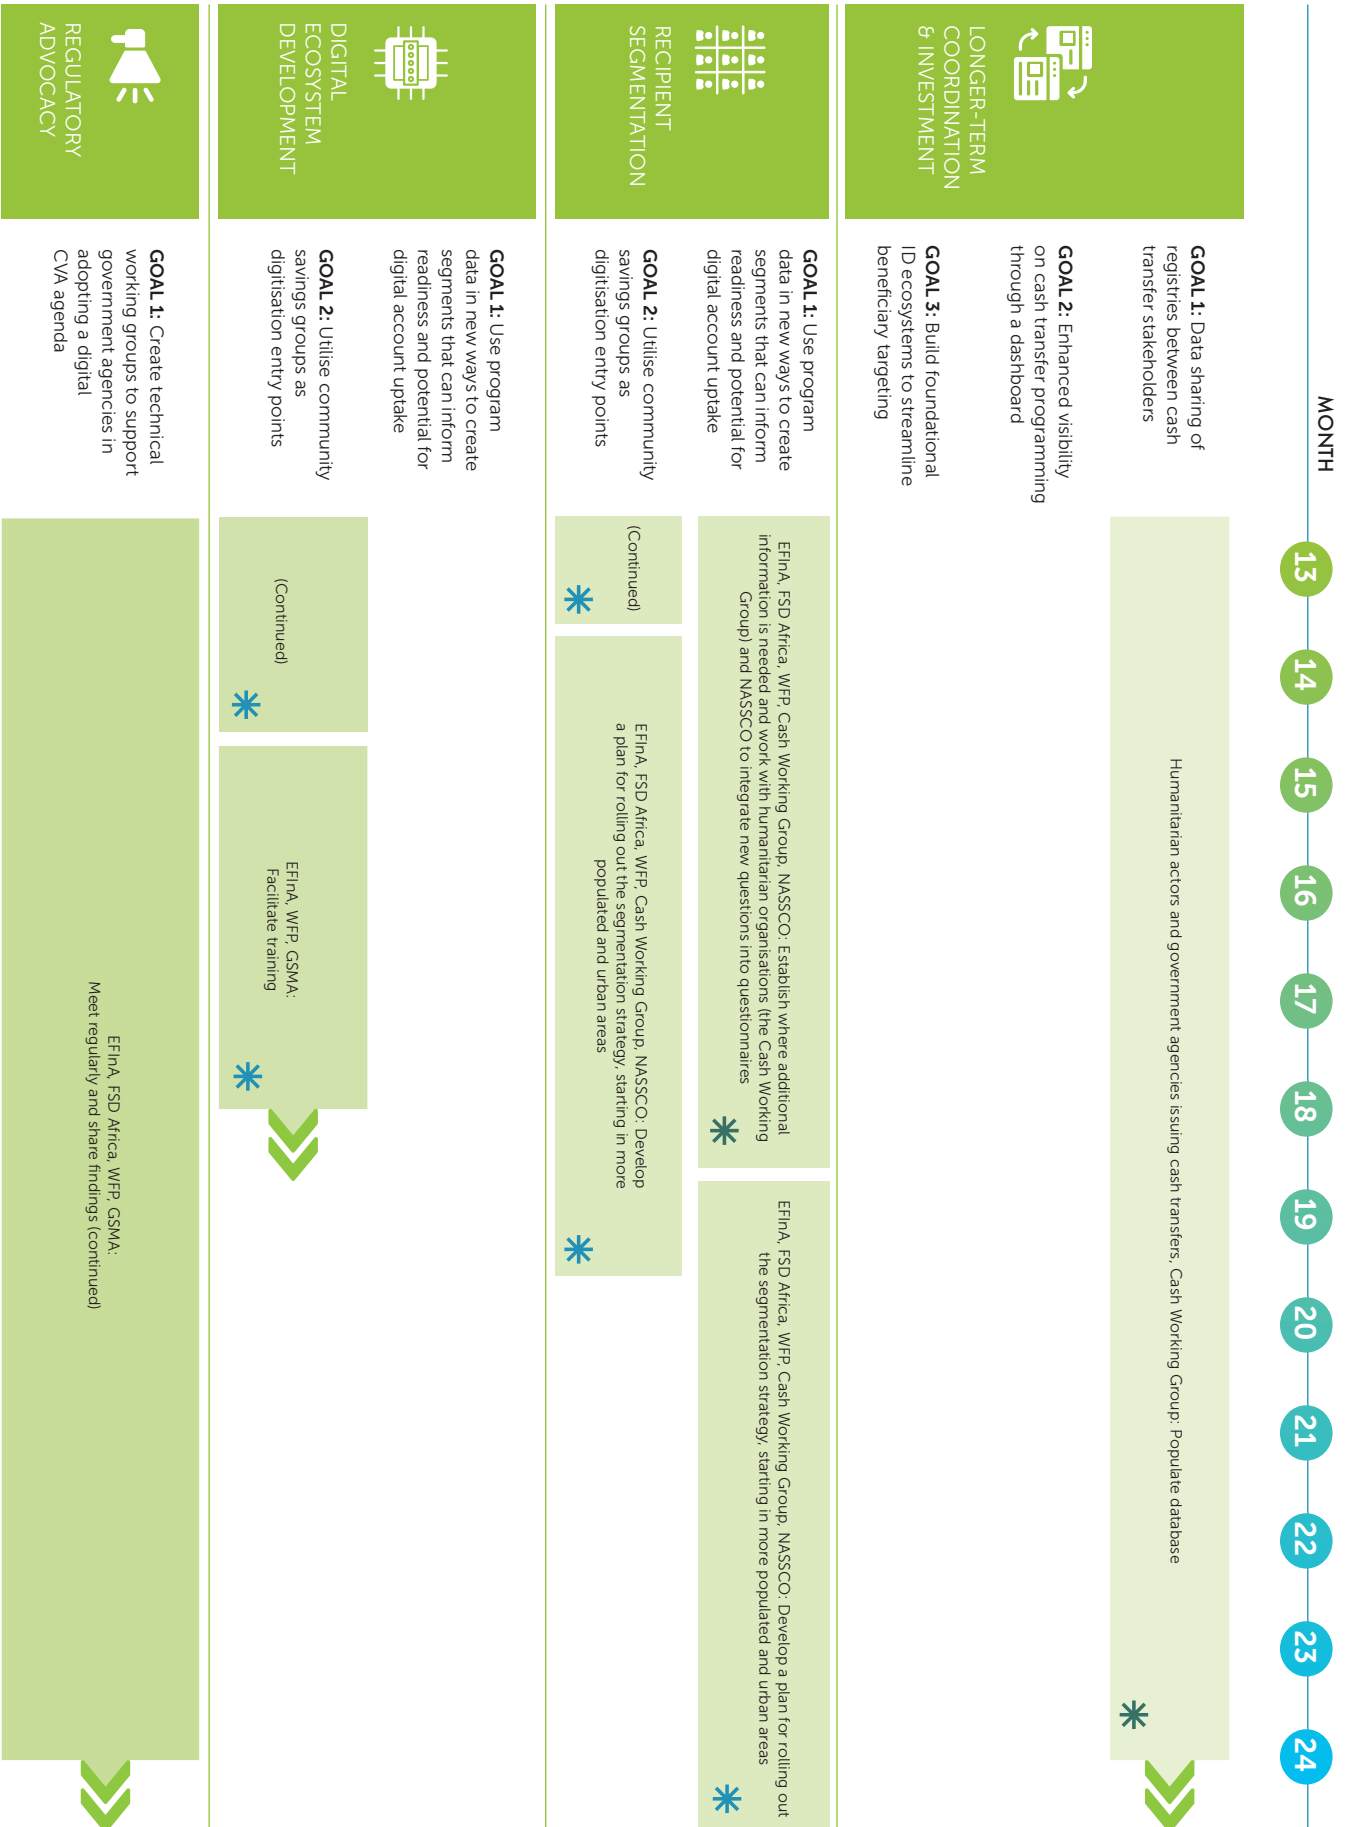 MONTH
13
14
15
16
17
18
19
20
21
22
23
24
LONGER-TERM
COORDINATION
& INVESTMENT
GOAL 1: Data sharing of
registries between cash
transfer stakeholders
Humanitarian actors and government agencies issuing cash transfers, Cash Working Group: Populate database
GOAL 2: Enhanced visibility
on cash transfer programming
through a dashboard
GOAL 3: Build foundational
ID ecosystems to streamline
beneficiary targeting
RECIPIENT
SEGMENTATION
GOAL 1: Use program
data in new ways to create
segments that can inform
readiness and potential for
digital account uptake
EFInA, FSD Africa, WFP, Cash Working Group, NASSCO: Establish where additional
information is needed and work with humanitarian organisations (the Cash Working
Group) and NASSCO to integrate new questions into questionnaires
EFInA, FSD Africa, WFP, Cash Working Group, NASSCO: Develop a plan for rolling out
the segmentation strategy, starting in more populated and urban areas
GOAL 2: Utilise community
savings groups as
digitisation entry points
(Continued)
EFInA, FSD Africa, WFP, Cash Working Group, NASSCO: Develop
a plan for rolling out the segmentation strategy, starting in more
populated and urban areas
DIGITAL
ECOSYSTEM
DEVELOPMENT
GOAL 1: Use program
data in new ways to create
segments that can inform
readiness and potential for
digital account uptake
GOAL 2: Utilise community
savings groups as
digitisation entry points
(Continued)
EFInA, WFP, GSMA:
Facilitate training
REGULATORY
ADVOCACY
GOAL 1: Create technical
working groups to support
government agencies in
adopting a digital
CVA agenda
EFInA, FSD Africa, WFP, GSMA:
Meet regularly and share findings (continued)